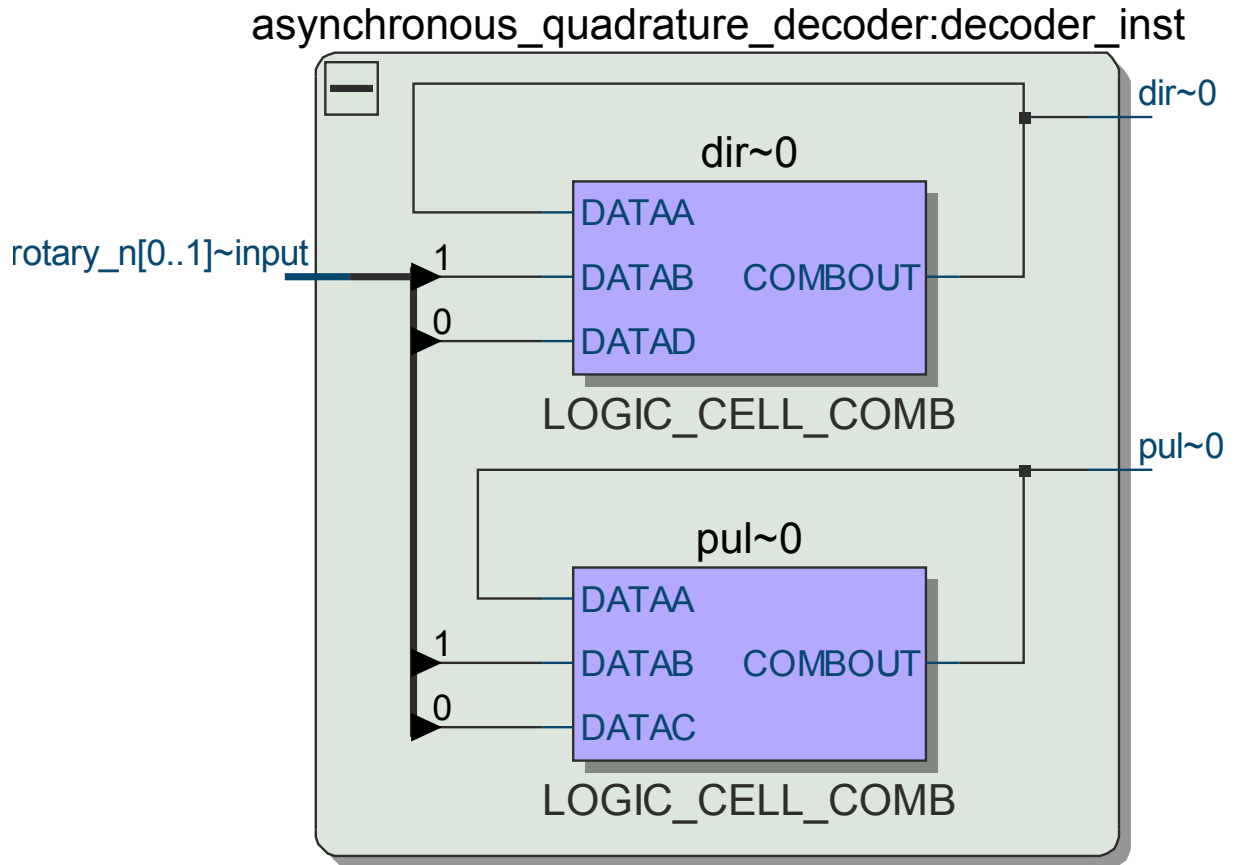 asynchronous_quadrature_decoder:decoder_inst
dir~0
dir~0
DATAA
rotary_n[0..1]~input
1
DATAB
COMBOUT
0
DATAD
LOGIC_CELL_COMB
pul~0
pul~0
DATAA
1
DATAB
COMBOUT
0
DATAC
LOGIC_CELL_COMB